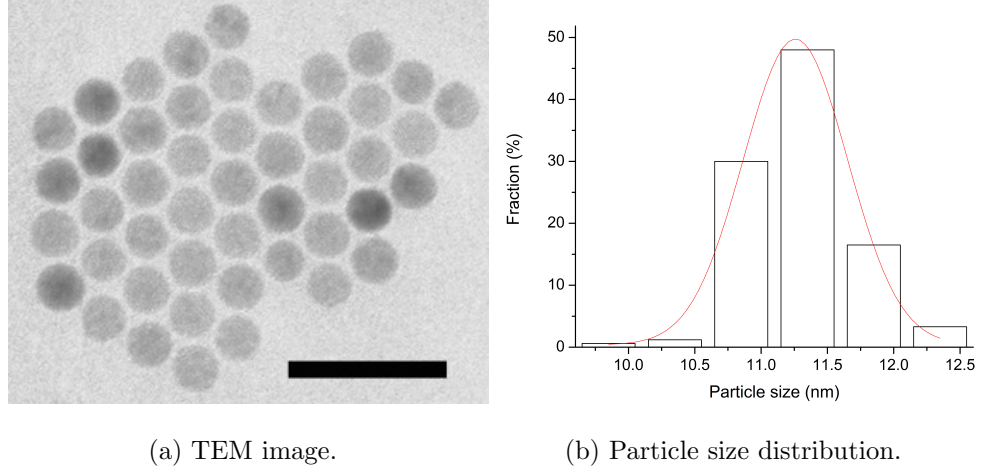 50
40
30
20
10
0
Fraction (%)
10.0 10.5 11.0 11.5 12.0 12.5
Particle size (nm)
(a) TEM image.
(b) Particle size distribution.